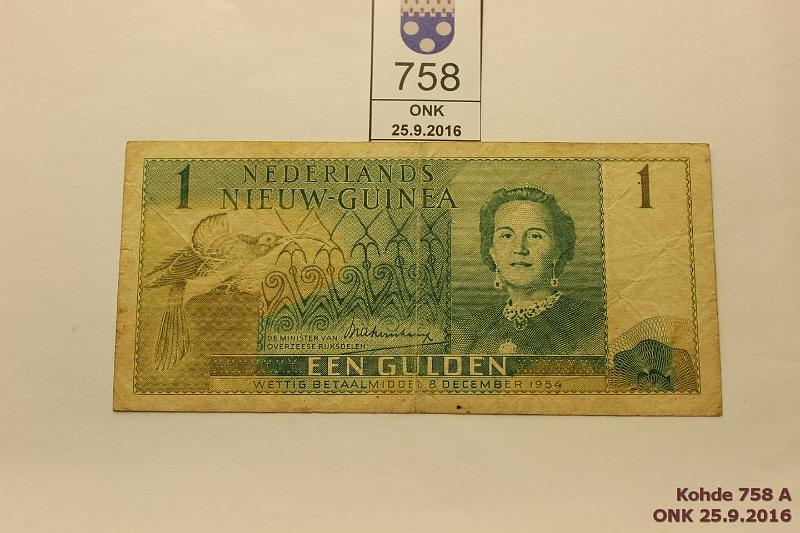 758
ONK
25.9.2016
1
NEDERLANDS
NIEUW-GUINEA
1
DE MINISTER VAN
OVERZEESE RIJKSDELEN,
EEN GULDEN
WETTIG BETAALMIDDEL 8 DECEMBER 1954
Kohde 758 A
ONK 25.9.2016